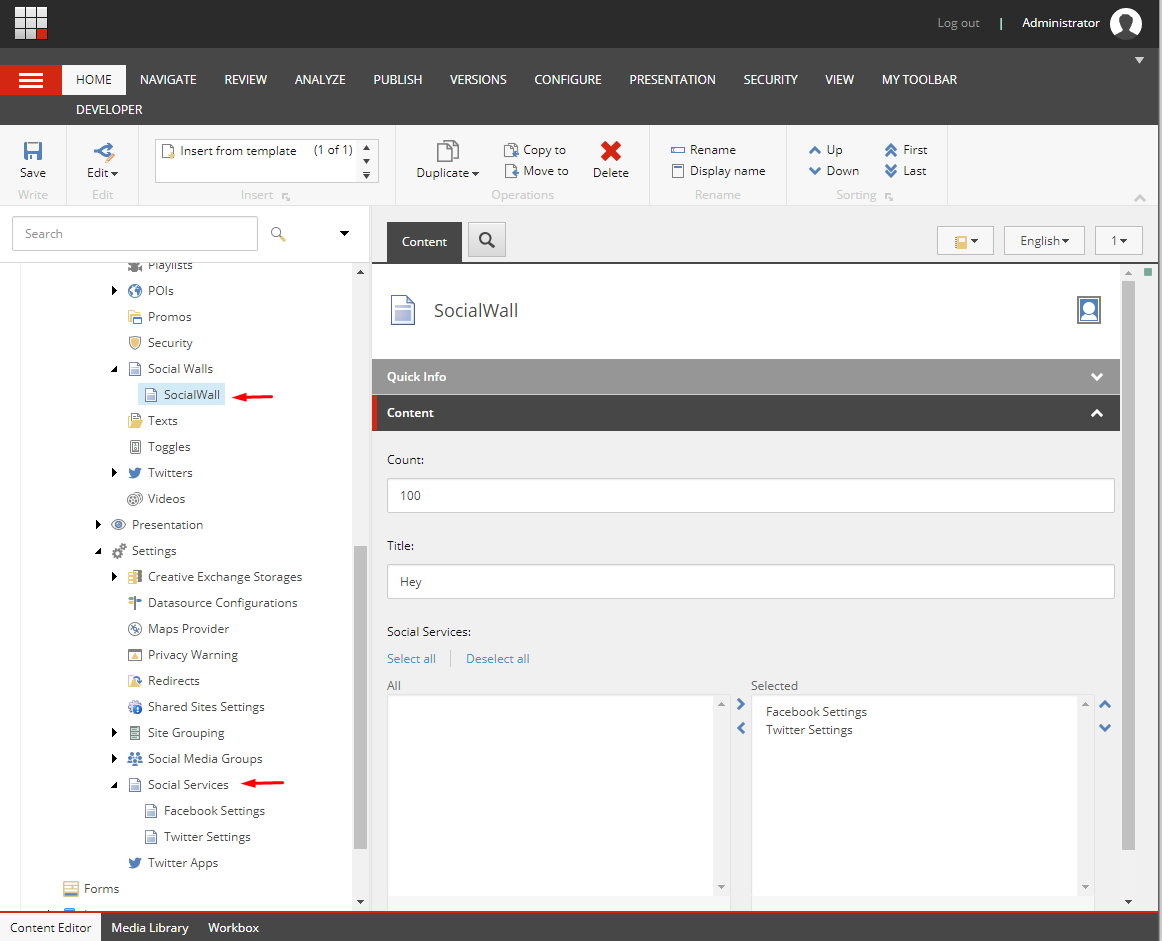 Log out | Administrator
HOME NAVIGATE REVIEW ANALYZE PUBLISH VERSIONS CONFIGURE PRESENTATION SECURITY VIEW MY TOOLBAR
DEVELOPER
Insert from template (1 of 1) Copy to Rename Up First
Save Edit Duplicate Move to Delete Display name Down Last
Write Edit Insert Operations Rename Sorting
Search
Content English 1
Playlists
POIs
Promos
Security
Social Walls
SocialWall
Texts
Toggles
Twitters
Videos
Presentation
Settings
Creative Exchange Storages
Datasource Configurations
Maps Provider
Privacy Warning
Redirects
Shared Sites Settings
Site Grouping
Social Media Groups
Social Services
Facebook Settings
Twitter Settings
Twitter Apps
Forms
SocialWall
Quick Info
Content
Count:
100
Title:
Hey
Social Services:
Select all Deselect all
All Selected
Facebook Settings
Twitter Settings
Content Editor Media Library Workbox